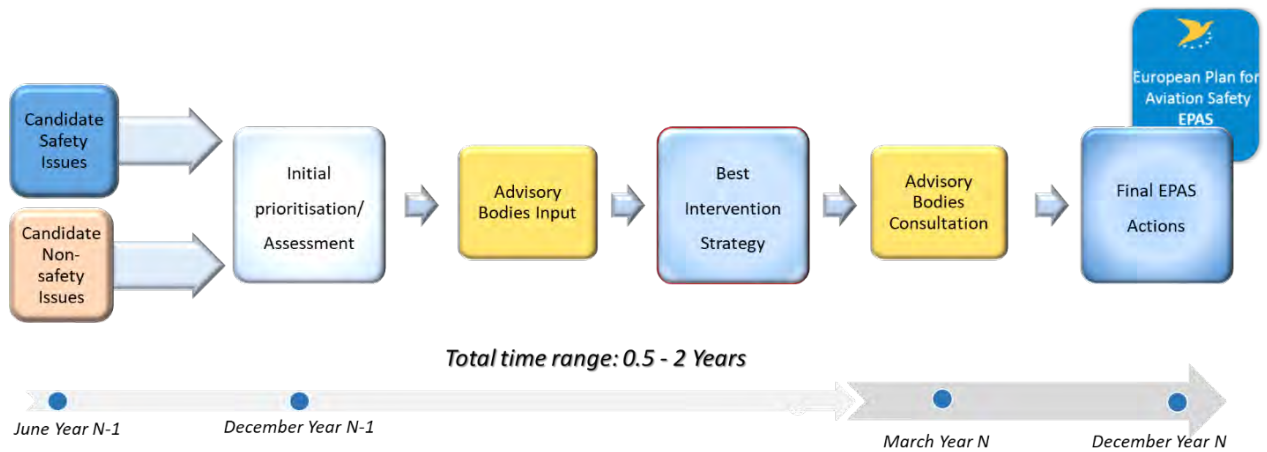 European Plan for
Aviation Safety
EPAS
Candidate
Safety
Issues
Candidate
Non-
safety
Issues
Initial
prioritisation/
Assessment
Advisory
Bodies Input
Best
Intervention
Strategy
Advisory
Bodies
Consultation
Final EPAS
Actions
Total time range: 0.5 - 2 Years
June Year N-1
December Year N-1
March Year N
December Year N